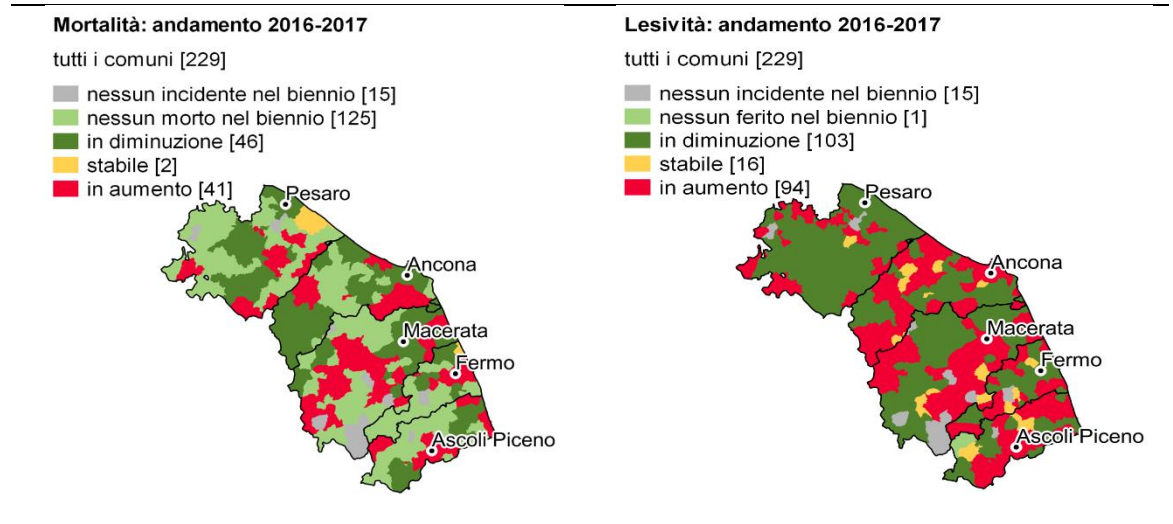 Mortalità: andamento 2016-2017
tutti i comuni [229]
nessun incidente nel biennio [15]
nessun morto nel biennio [125]
in diminuzione [46]
stabile [2]
in aumento [41]
Pesaro
Ancona
Macerata
Fermo
Ascoli Piceno
Lesività: andamento 2016-2017
tutti i comuni [229]
nessun incidente nel biennio [15]
nessun ferito nel biennio [1]
in diminuzione [103]
stabile [16]
in aumento [94]
Pesaro
Ancona
Macerata
Fermo
Ascoli Piceno